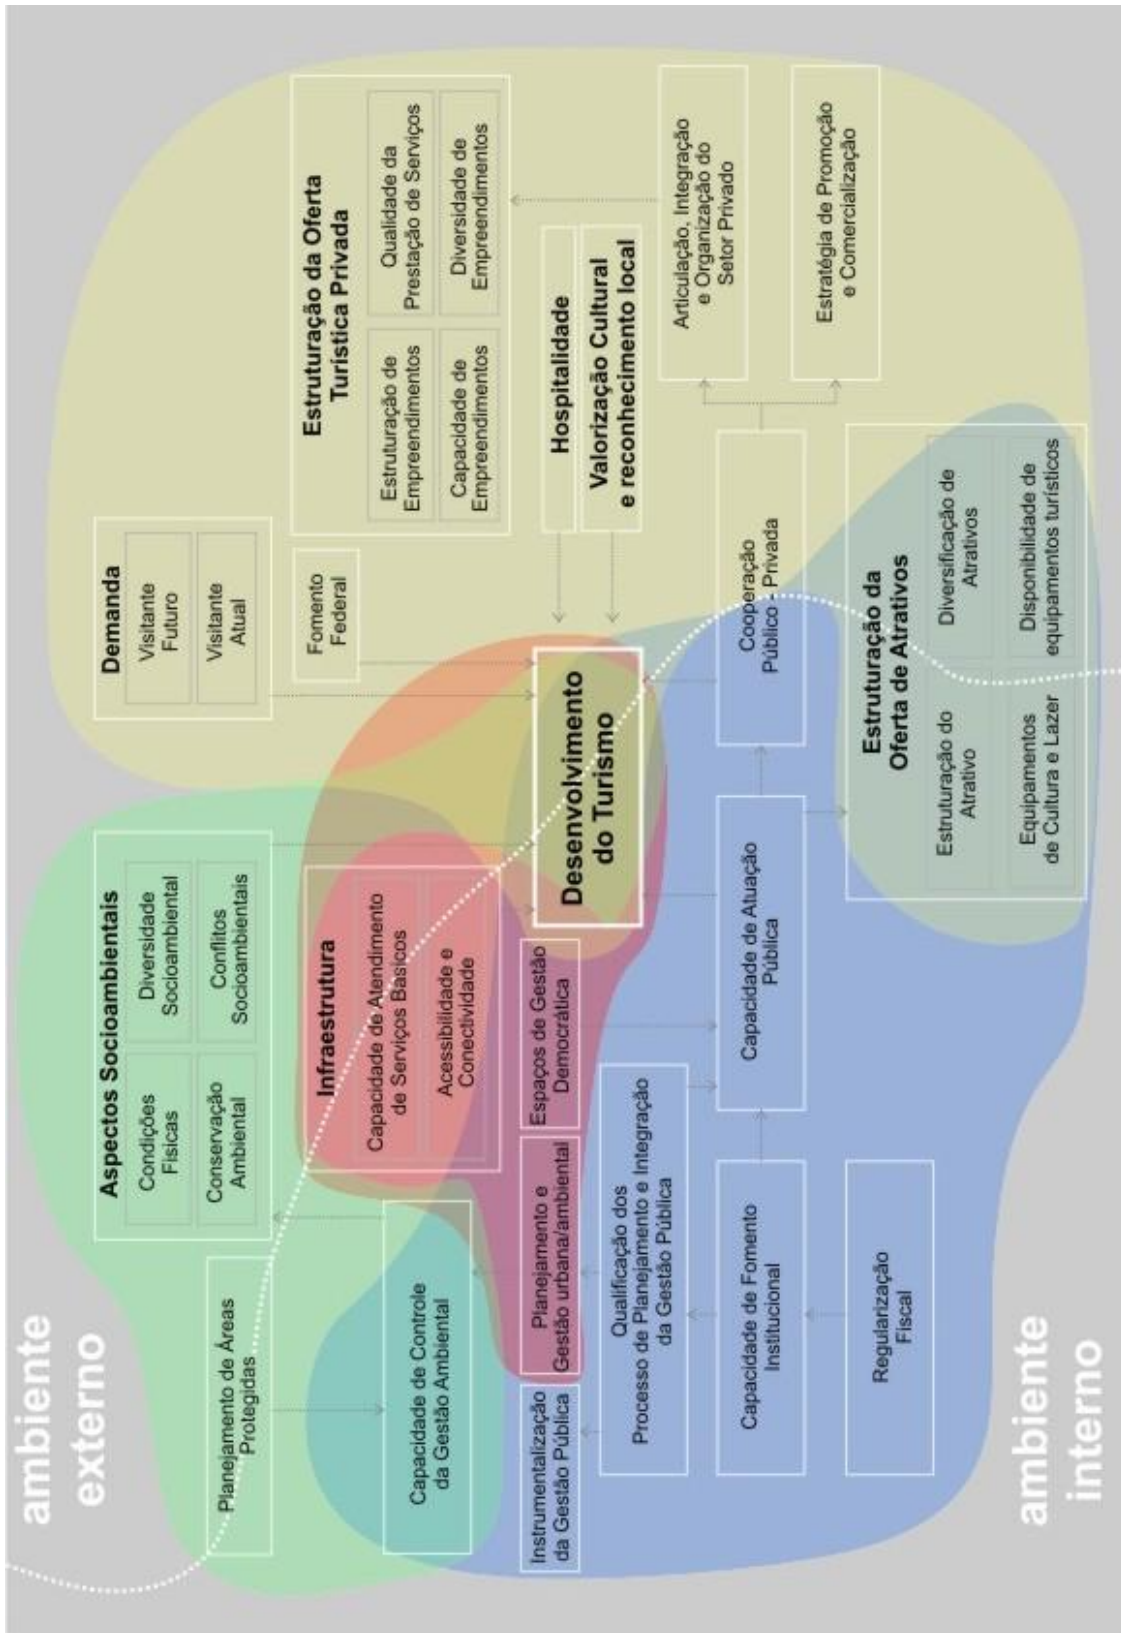 ambiente
externo
Planejamento de Áreas
Protegidas
Aspectos Socioambientais
Condições
Físicas
Diversidade
Socioambiental
Conservação
Ambiental
Conflitos
Socioambientais
Demanda
Visitante
Futuro
Visitante
Atual
Fomento
Federal
Estruturação da Oferta
Turística Privada
Estruturação de
Empreendimentos
Qualidade da
Prestação de Serviços
Capacidade de
Empreendimentos
Diversidade de
Empreendimentos
Infraestrutura
Capacidade de Atendimento
de Serviços Basicos
Acessibilidade e
Conectividade
Capacidade de Controle
da Gestão Ambiental
Instrumentalização
da Gestão Pública
Planejamento e
Gestão urbana/ambiental
Espaços de Gestão
Democrática
Desenvolvimento
do Turismo
Hospitalidade
Valorização Cultural
e reconhecimento local
Qualificação dos
Processo de Planejamento e Integração
da Gestão Pública
Articulação, Integração
e Organização do
Setor Privado
Capacidade de Fomento
Institucional
Capacidade de Atuação
Pública
Cooperação
Público - Privada
Estratégia de Promoção
e Comercialização
Regularização
Fiscal
Estruturação da
Oferta de Atrativos
Estruturação do
Atrativo
Diversificação de
Atrativos
Equipamentos
de Cultura e Lazer
Disponibilidade de
equipamentos turísticos
ambiente
interno